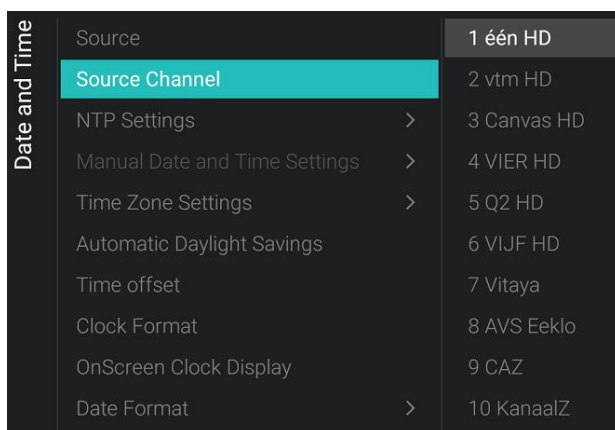 Date and Time
Source
Source Channel
NTP Settings
Manual Date and Time Settings
Time Zone Settings
Automatic Daylight Savings
Time offset
Clock Format
OnScreen Clock Display
Date Format
1 één HD
2 vtm HD
3 Canvas HD
4 VIER HD
5 Q2 HD
6 VIJF HD
7 Vitaya
8 AVS Eeklo
9 CAZ
10 KanaalZ